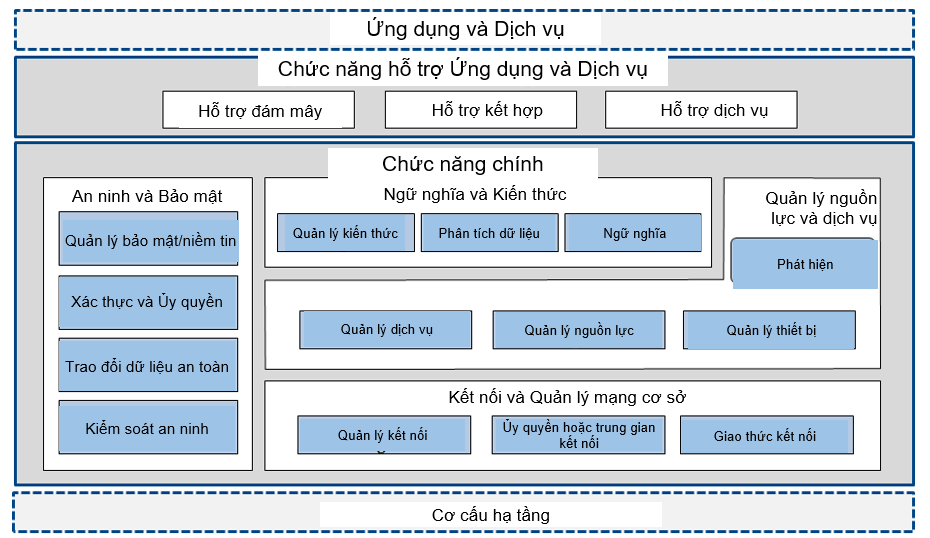 Ứng dụng và Dịch vụ
Chức năng hỗ trợ Ứng dụng và Dịch vụ
Hỗ trợ đám mây
Hỗ trợ kết hợp
Hỗ trợ dịch vụ
Chức năng chính
An ninh và Bảo mật
Quản lý bảo mật/niềm tin
Xác thực và Ủy quyền
Trao đổi dữ liệu an toàn
Kiểm soát an ninh
Ngữ nghĩa và Kiến thức
Quản lý kiến thức
Phân tích dữ liệu
Ngữ nghĩa
Quản lý nguồn
lực và dịch vụ
Phát hiện
Quản lý dịch vụ
Quản lý nguồn lực
Quản lý thiết bị
Kết nối và Quản lý mạng cơ sở
Quản lý kết nối
Ủy quyền hoặc trung gian
kết nối
Giao thức kết nối
Cơ cấu hạ tầng